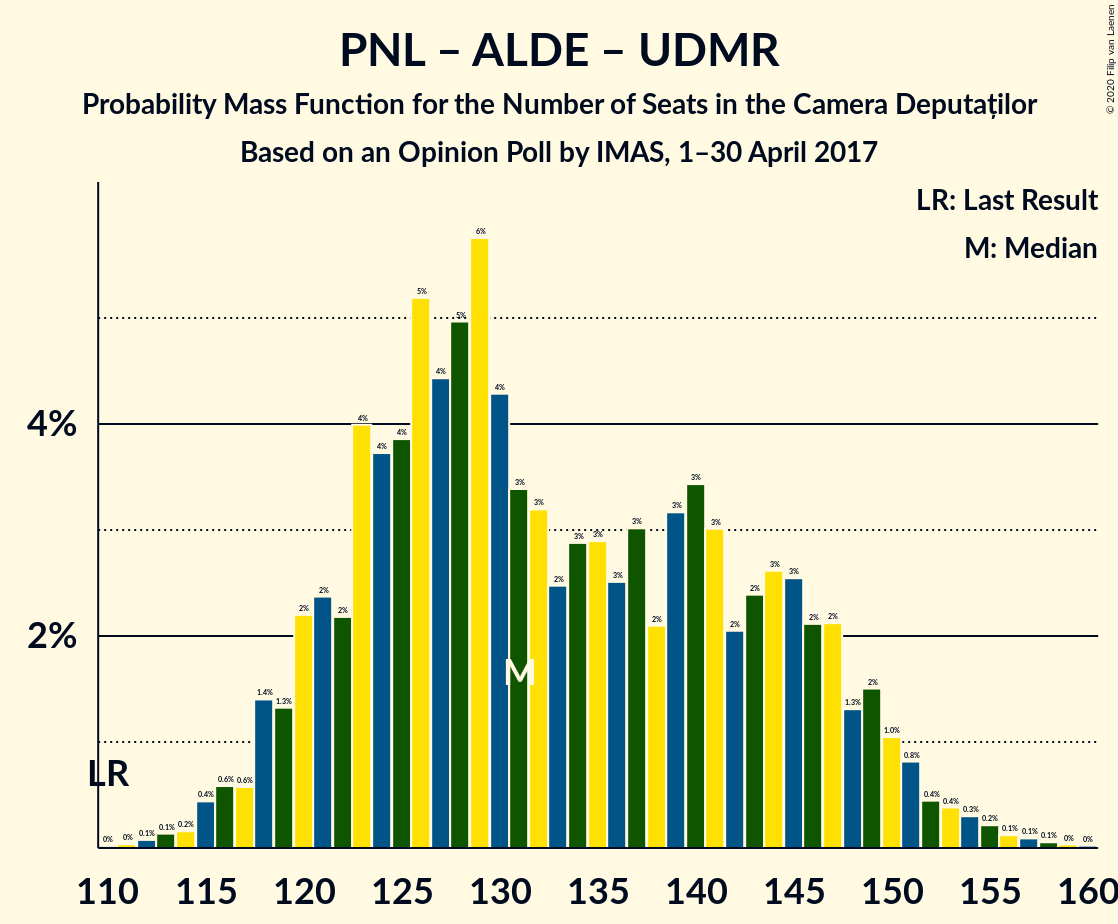 PNL – ALDE – UDMR
Probability Mass Function for the Number of Seats in the Camera Deputaților
Based on an Opinion Poll by IMAS, 1–30 April 2017
© 2020 Filip van Laenen
LR: Last Result
M: Median
4%
2%
LR
M
0% 0% 0.1% 0.1% 0.2% 0.4% 0.6% 0.6% 1.4% 1.3% 2% 2% 2% 4% 4% 4% 5% 4% 5% 6% 4% 3% 3% 2% 3% 3% 3% 3% 2% 3% 3% 3% 2% 2% 3% 3% 2% 2% 1.3% 2% 1.0% 0.8% 0.4% 0.4% 0.3% 0.2% 0.1% 0.1% 0.1% 0% 0%
110 115 120 125 130 135 140 145 150 155 160